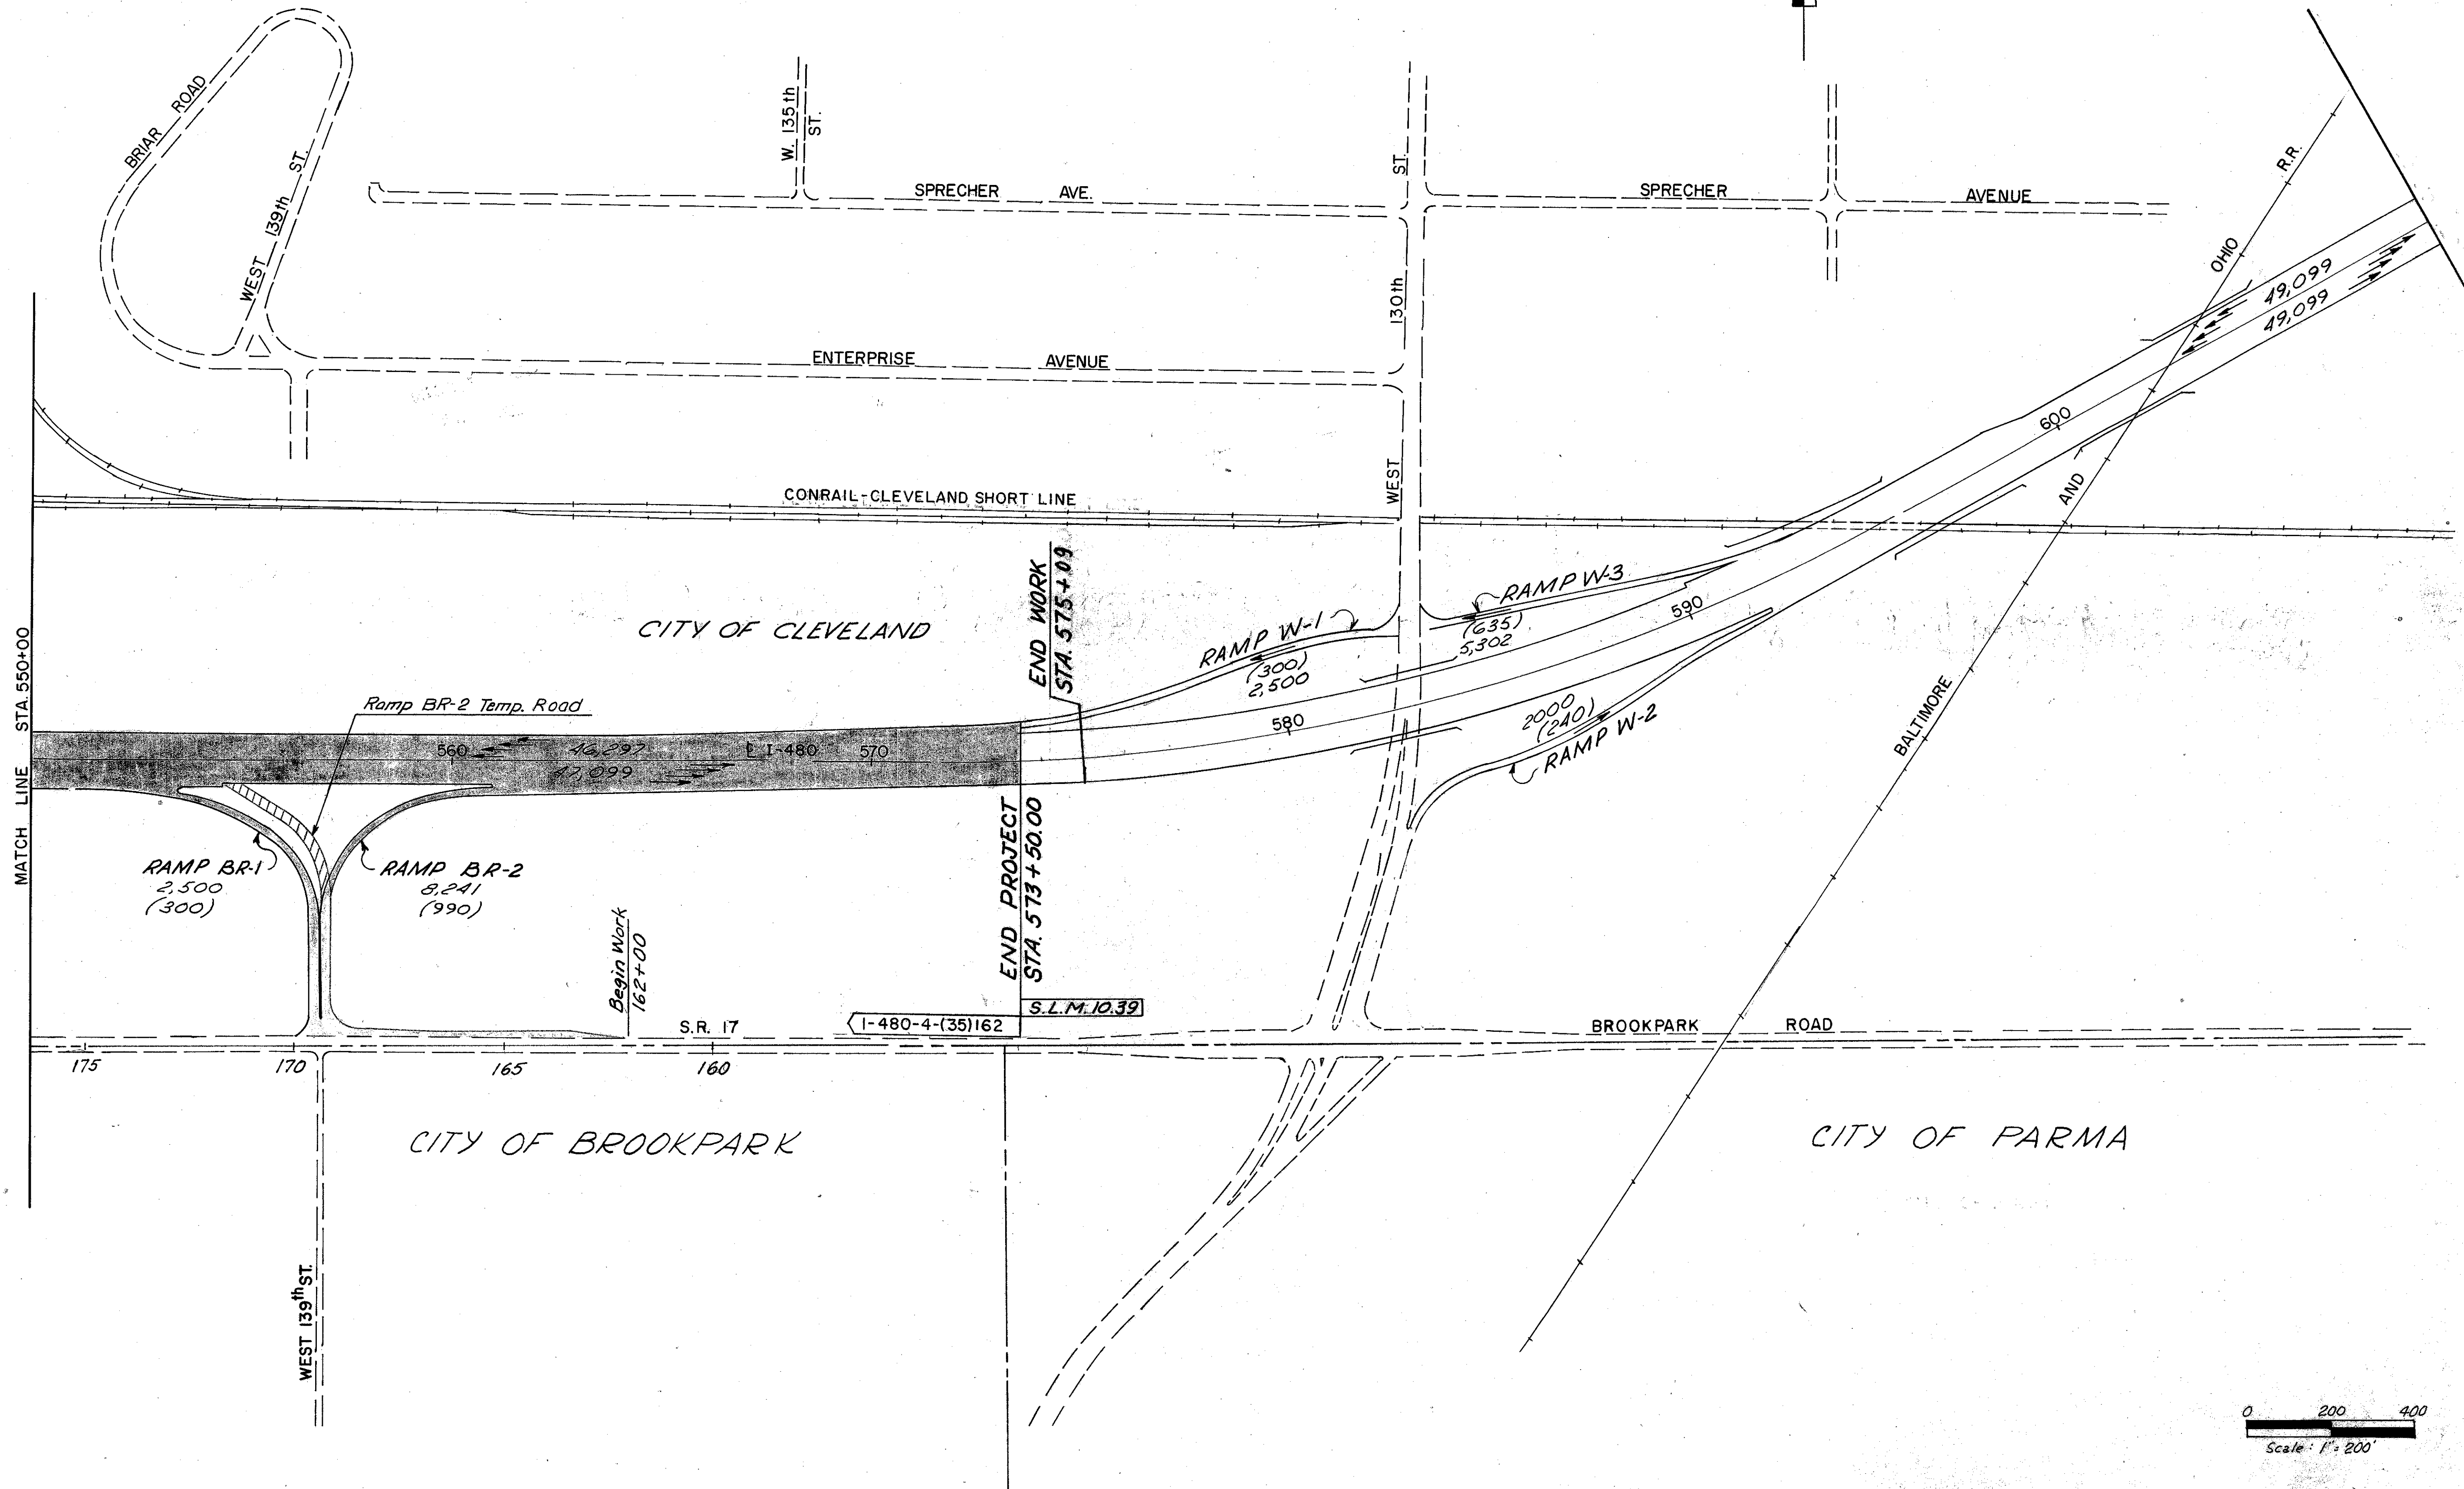 BRIAR ROAD
WEST 139th ST.
W. 135th ST.
SPRECHER AVE.
ST.
SPRECHER AVENUE
130th
WEST
ENTERPRISE AVENUE
R.R.
OHIO
AND
BALTIMORE
49,099
49,099
600
CONRAIL-CLEVELAND SHORT LINE
MATCH LINE STA. 550+00
CITY OF CLEVELAND
END WORK
STA. 575+09
RAMP W-1
(300)
2,500
RAMP W-3
(635)
5,302
590
580
2000
(240)
RAMP W-2
Ramp BR-2 Temp. Road
560
46,297
℄ I-480
570
47,099
RAMP BR-1
2,500
(300)
RAMP BR-2
8,241
(990)
Begin Work
162+00
END PROJECT
STA. 573+50.00
S.L.M. 10.39
I-480-4-(35)162
S.R. 17
BROOKPARK ROAD
175
170
165
160
CITY OF BROOKPARK
CITY OF PARMA
WEST 139th ST.
0 200 400
Scale: 1"=200'